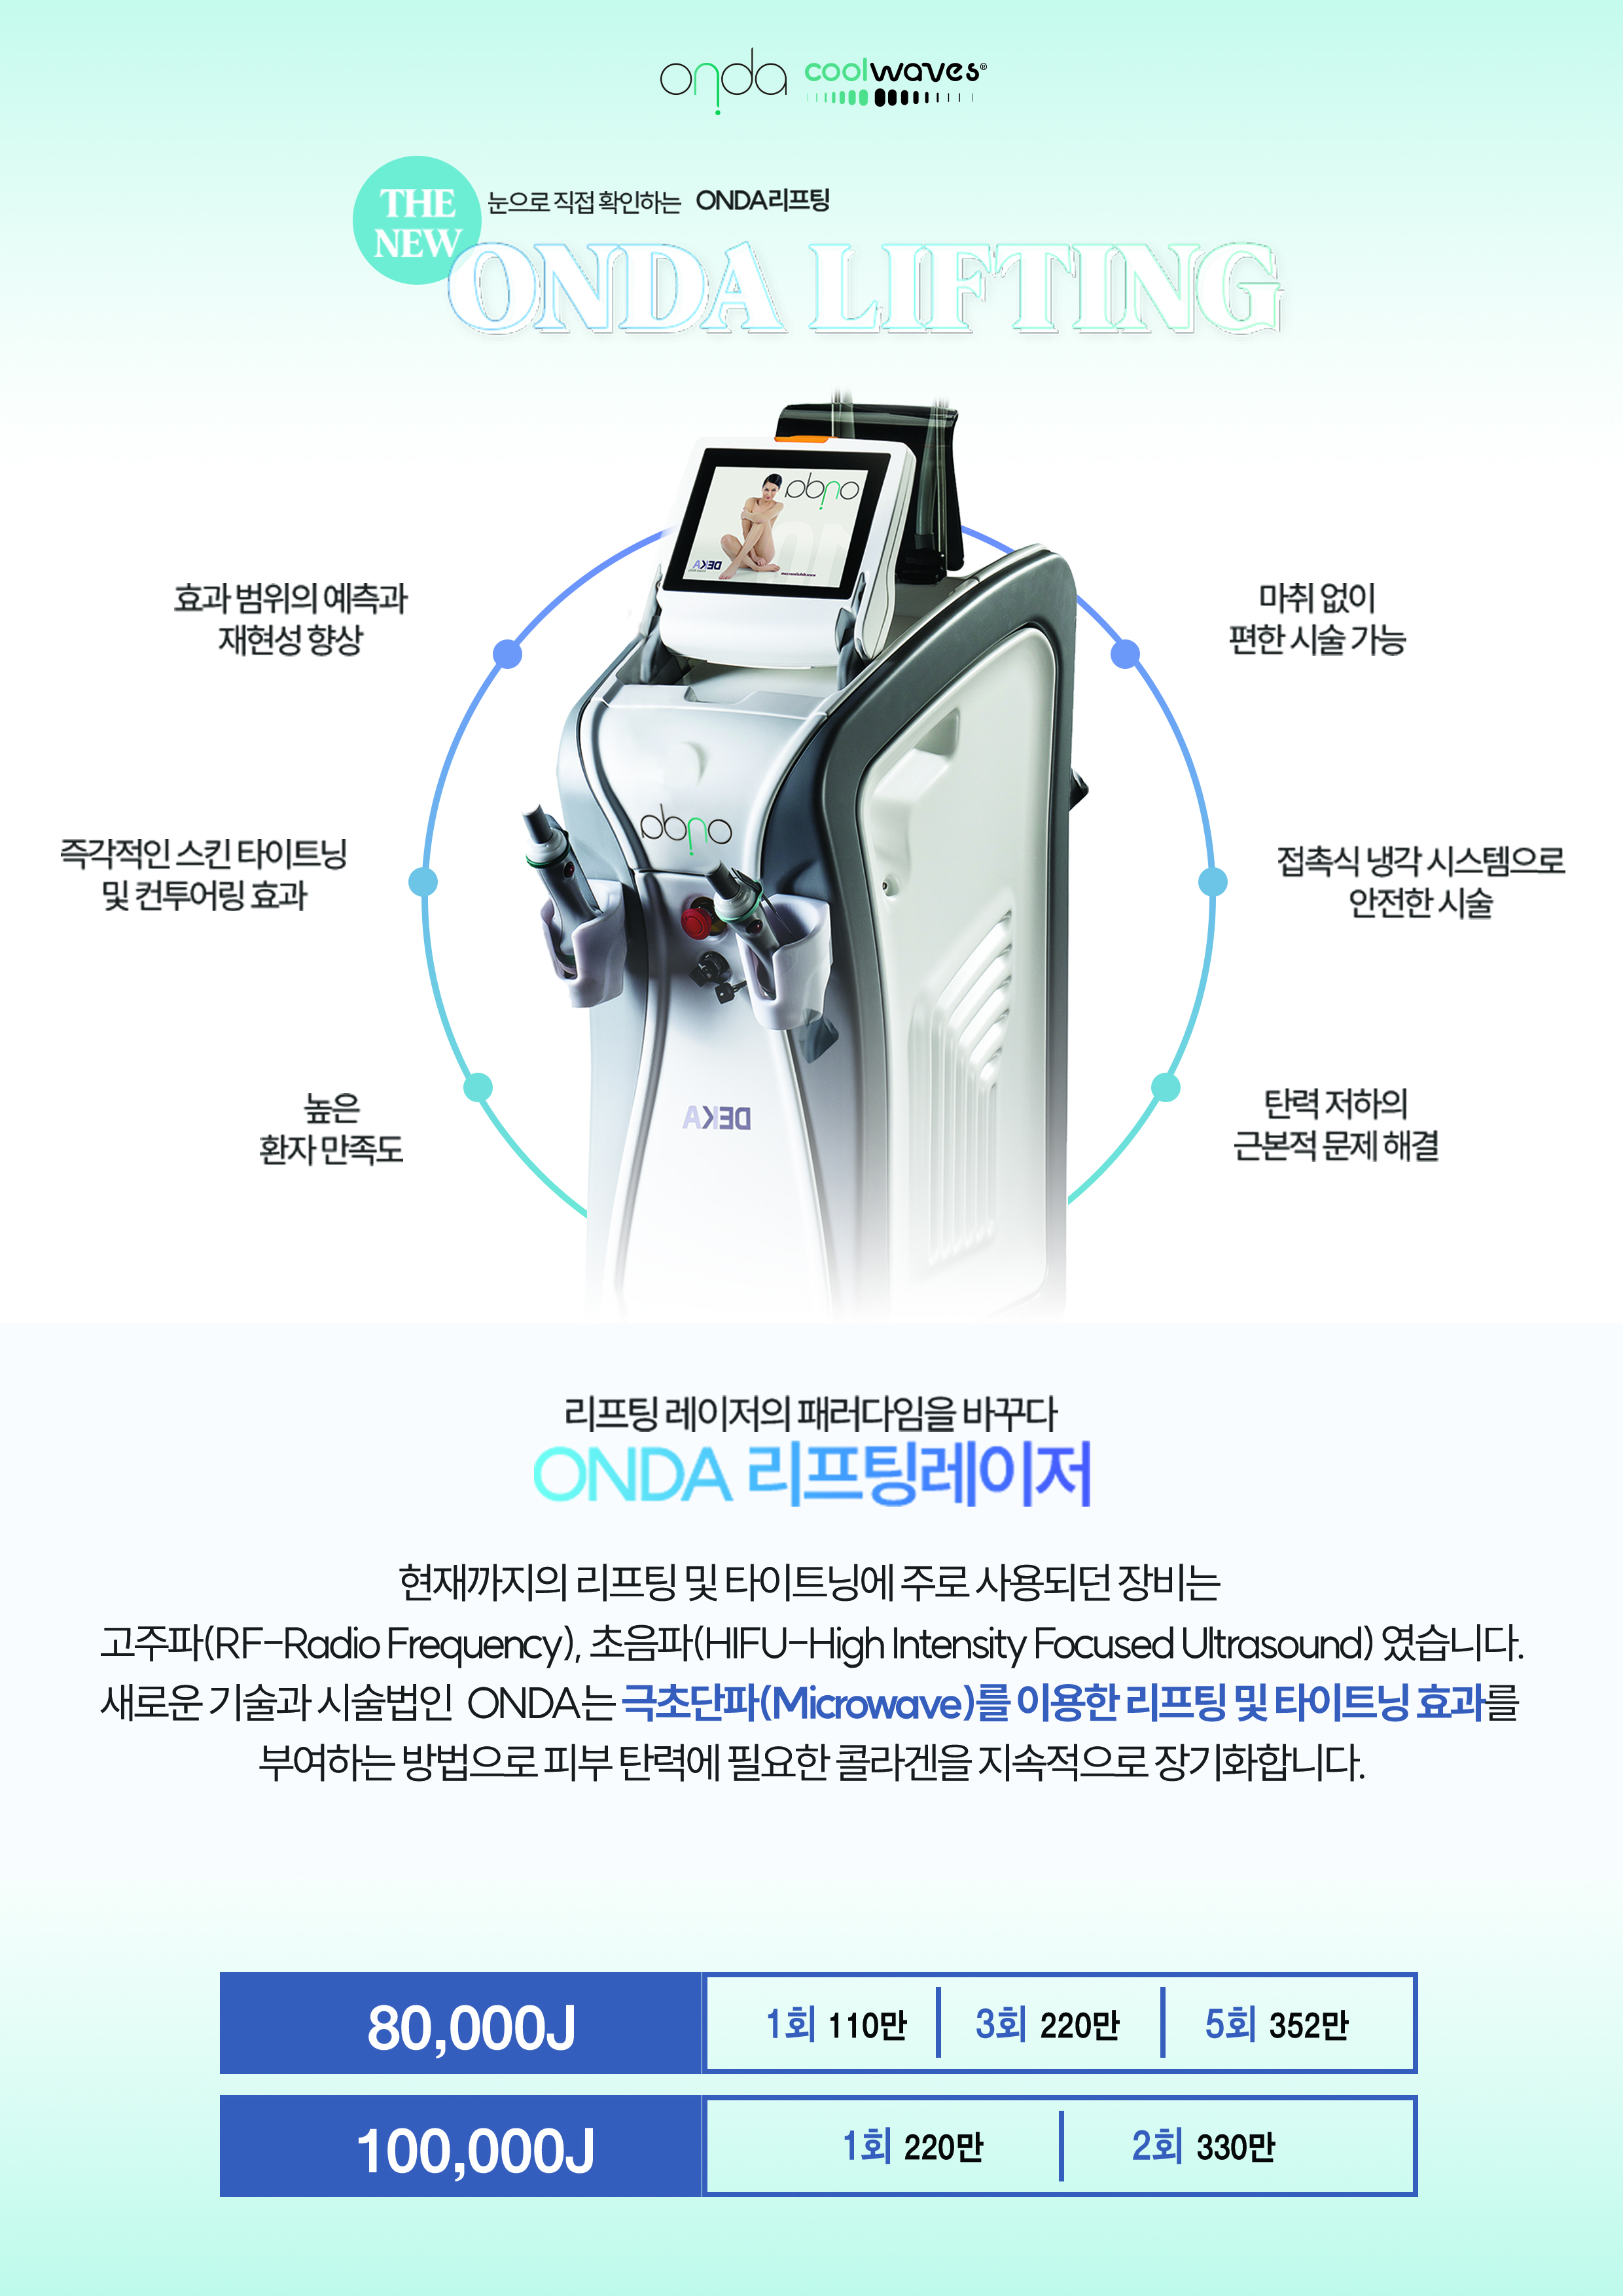 onda coolwaves®
THE
NEW
눈으로 직접 확인하는 ONDA리프팅
ONDA LIFTING
onda
DEKA
효과 범위의 예측과
재현성 향상
마취 없이
편한 시술 가능
즉각적인 스킨 타이트닝
및 컨투어링 효과
onda
접촉식 냉각 시스템으로
안전한 시술
높은
환자 만족도
DEKA
탄력 저하의
근본적 문제 해결
리프팅 레이저의 패러다임을 바꾸다
ONDA 리프팅레이저
현재까지의 리프팅 및 타이트닝에 주로 사용되던 장비는
고주파(RF-Radio Frequency), 초음파(HIFU-High Intensity Focused Ultrasound) 였습니다.
새로운 기술과 시술법인 ONDA는 극초단파(Microwave)를 이용한 리프팅 및 타이트닝 효과를
부여하는 방법으로 피부 탄력에 필요한 콜라겐을 지속적으로 장기화합니다.
80,000J 1회 110만 3회 220만 5회 352만
100,000J 1회 220만 2회 330만